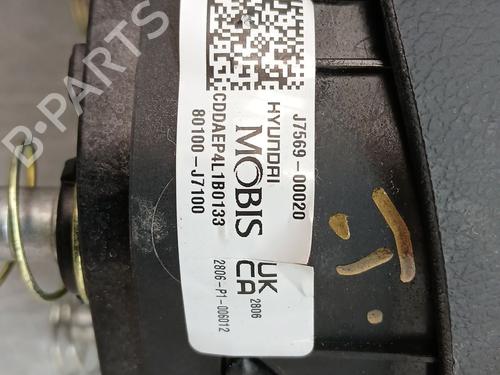 J7569-00020
HYUNDAI
MOBIS
CDDAEP4L1B0133
80100-J7100
UK
CA
2806
2806-P1-006012
B-PARTS